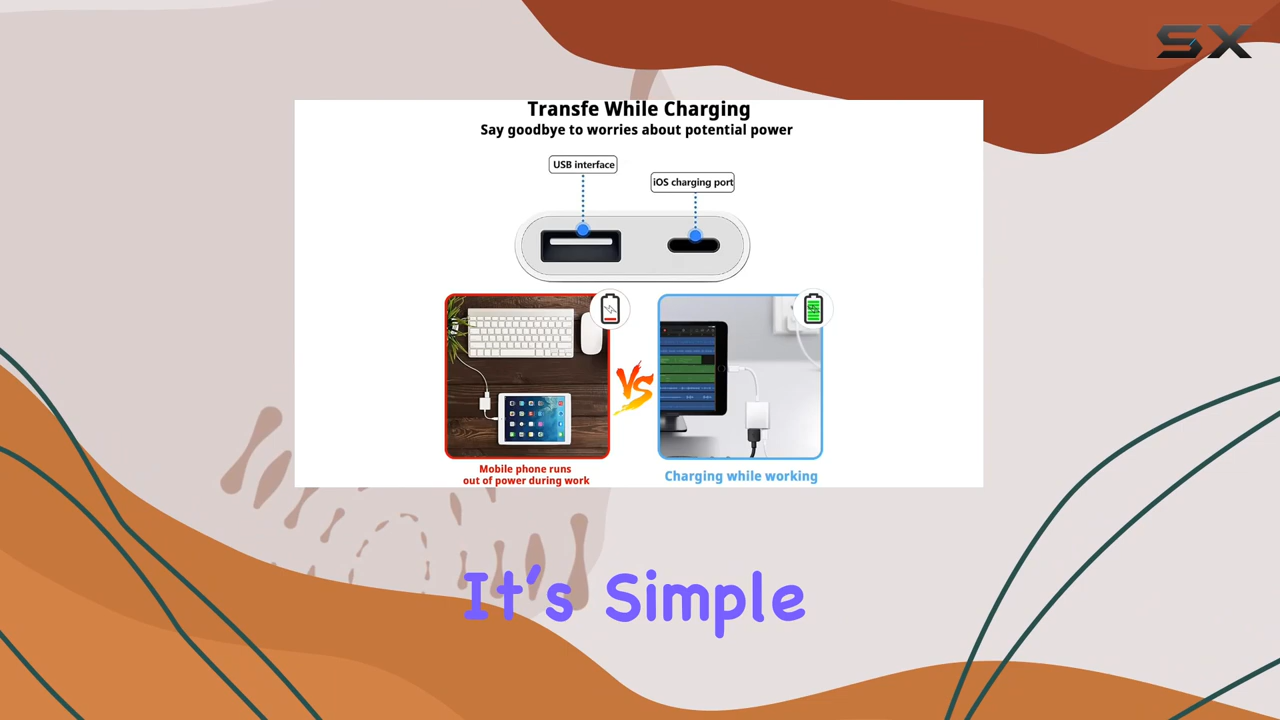 SX
Transfe While Charging
Say goodbye to worries about potential power
USB interface
iOS charging port
VS
Mobile phone runs
out of power during work
Charging while working
It's Simple